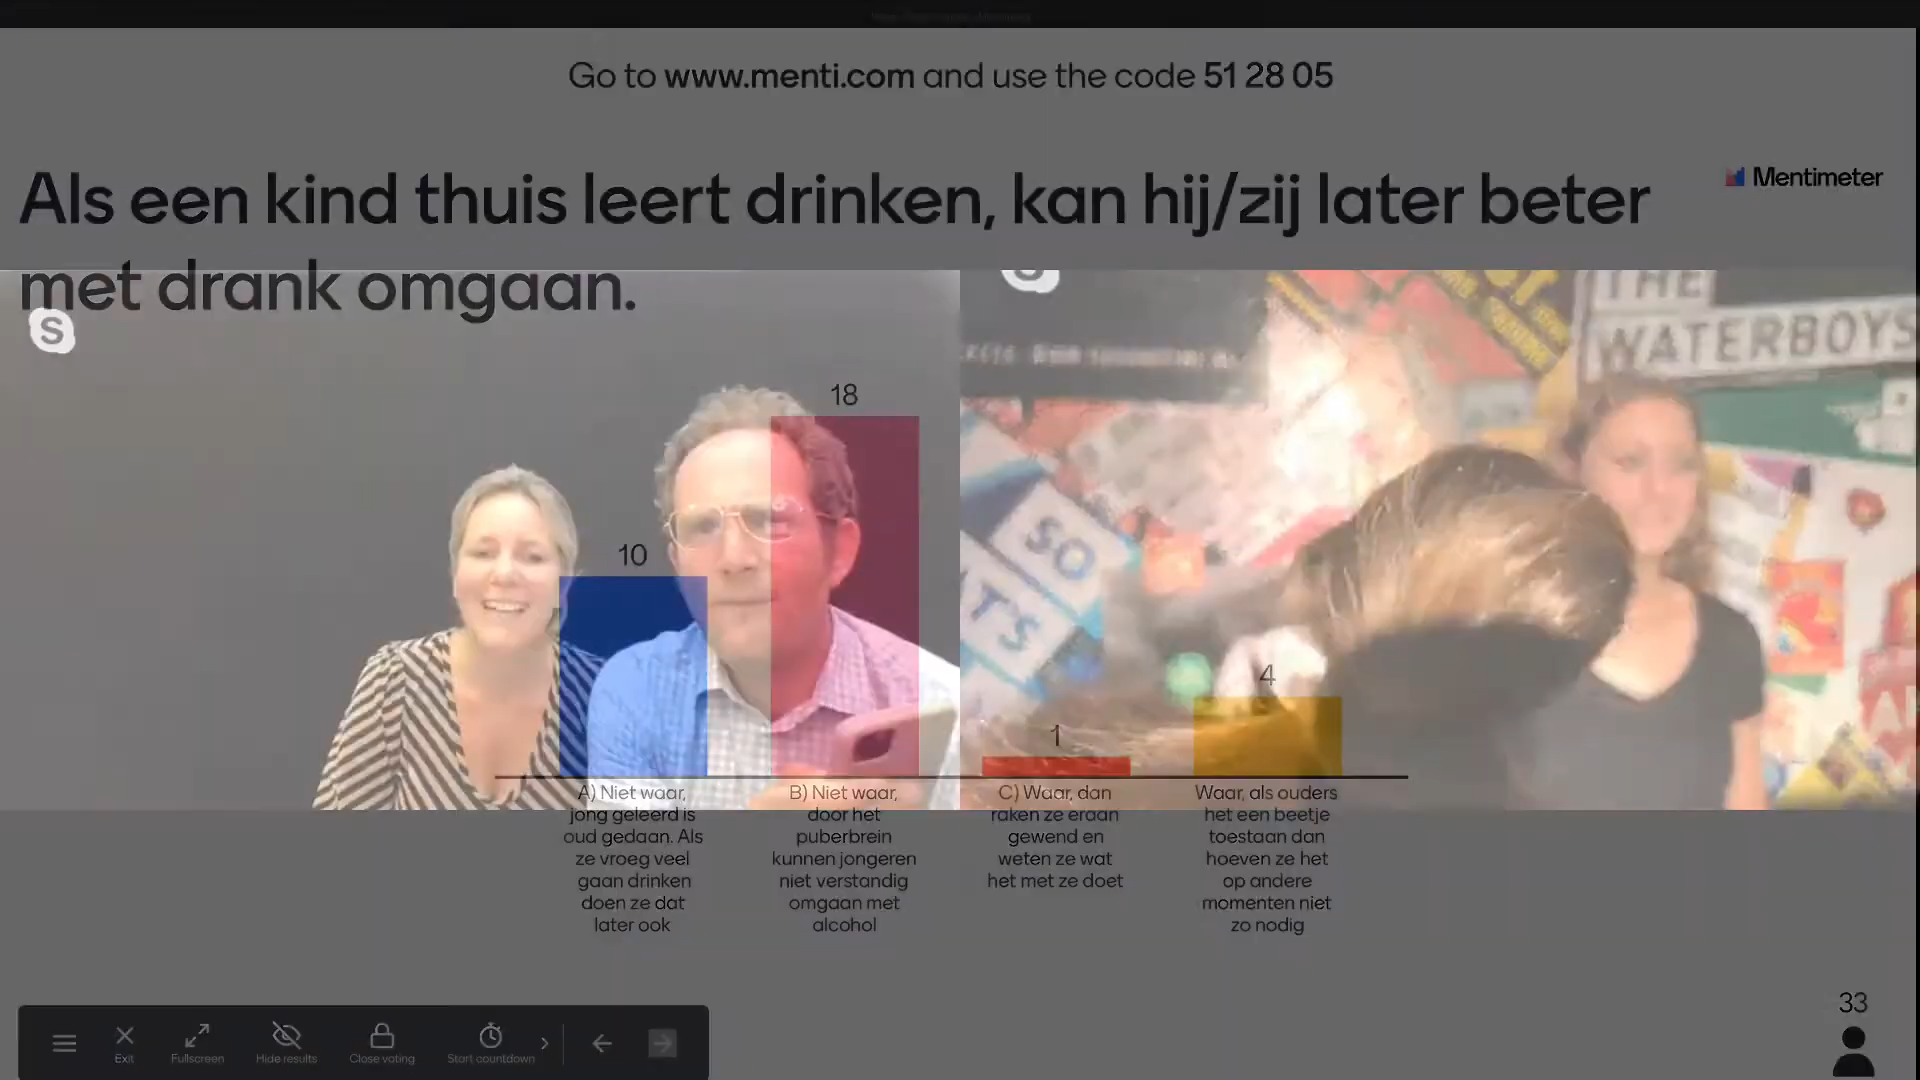 Go to www.menti.com and use the code 51 28 05
Als een kind thuis leert drinken, kan hij/zij later beter
met drank omgaan.
Mentimeter
S
S
THE
WATERBOYS
SO
10
18
1
4
A) Niet waar,
jong geleerd is
oud gedaan. Als
ze vroeg veel
gaan drinken
doen ze dat
later ook
B) Niet waar,
door het
puberbrein
kunnen jongeren
niet verstandig
omgaan met
alcohol
C) Waar, dan
raken ze eraan
gewend en
weten ze wat
het met ze doet
Waar, als ouders
het een beetje
toestaan dan
hoeven ze het
op andere
momenten niet
zo nodig
Exit
Fullscreen
Hide results
Close voting
Start countdown
33